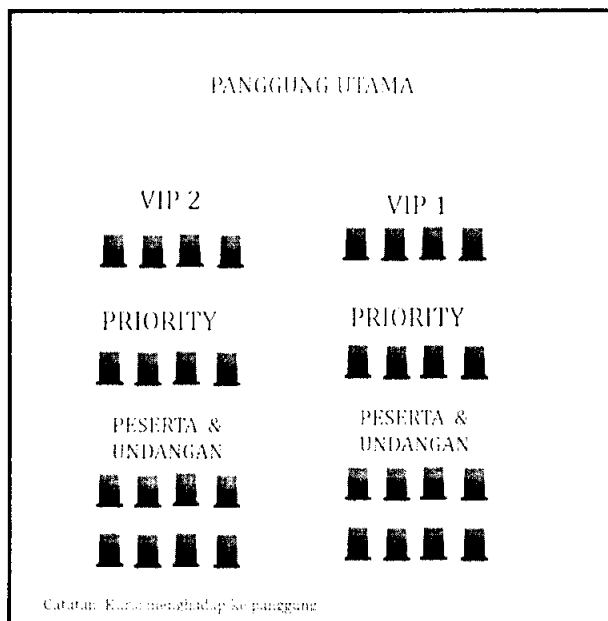 PANGGUNG UTAMA
VIP 2
VIP 1
PRIORITY
PRIORITY
PESERTA &
UNDANGAN
PESERTA &
UNDANGAN
Catatan: Kursi menghadap ke panggung